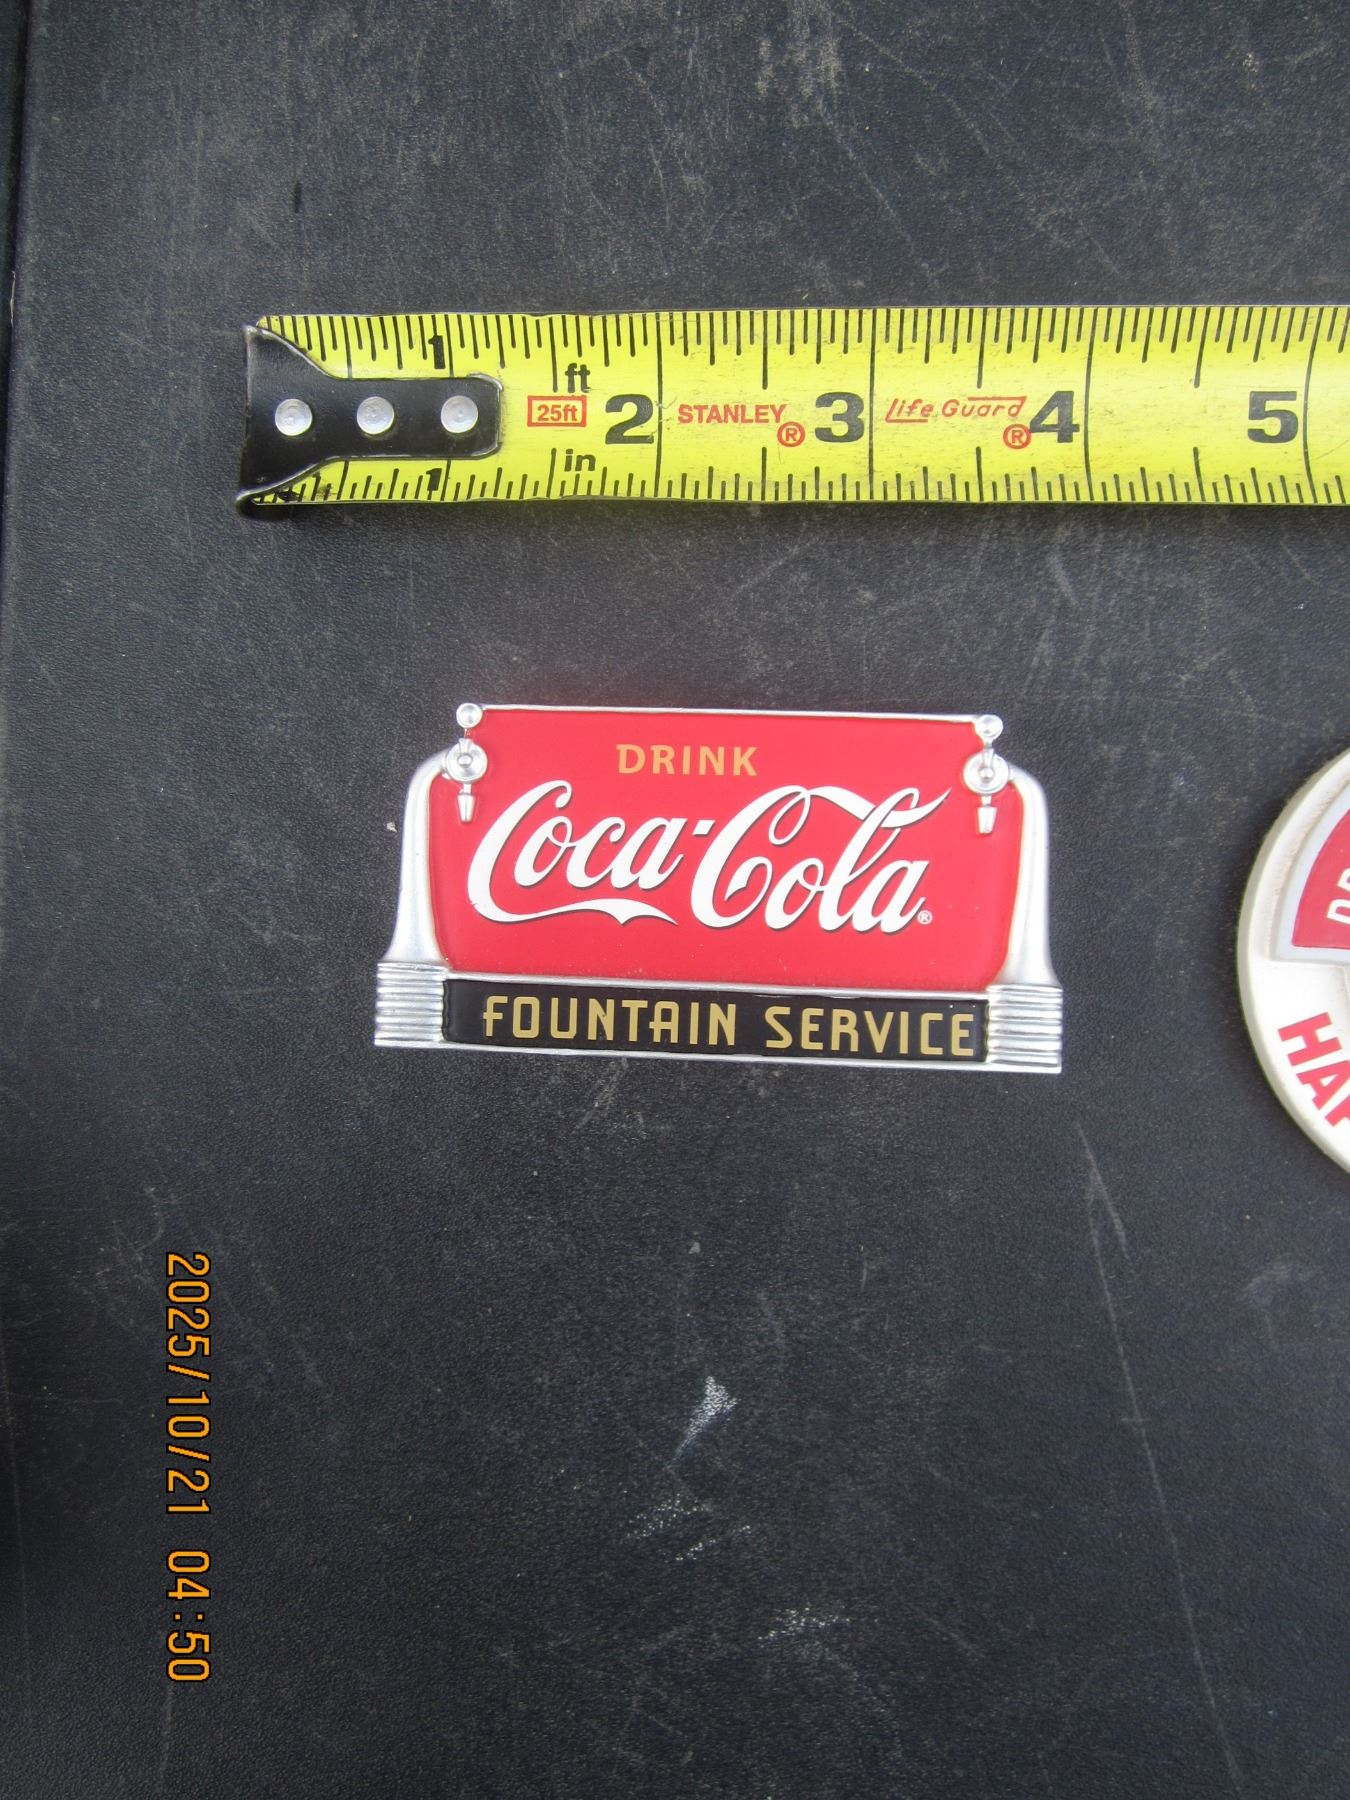 1 ft
25ft 2 STANLEY® 3 Life Guard® 4 5
in
1
DRINK
Coca-Cola®
FOUNTAIN SERVICE
2025/10/21 04:50